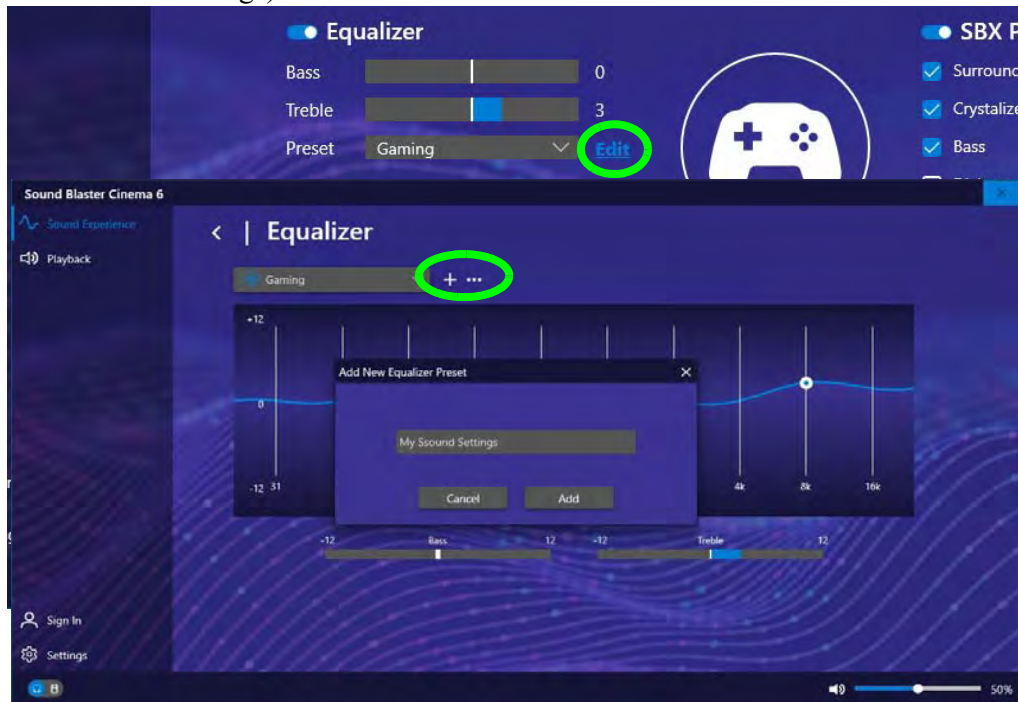 Equalizer
SBX P
Bass 0
Surround
Treble 3
Crystalize
Preset Gaming Edit
Bass
Sound Blaster Cinema 6
Sound Experience
< | Equalizer
Playback
Gaming + ...
+12
Add New Equalizer Preset
0
My Ssound Settings
-12 31 4k 8k 16k
Cancel Add
-12 Bass 12 -12 Treble 12
Sign In
Settings
50%